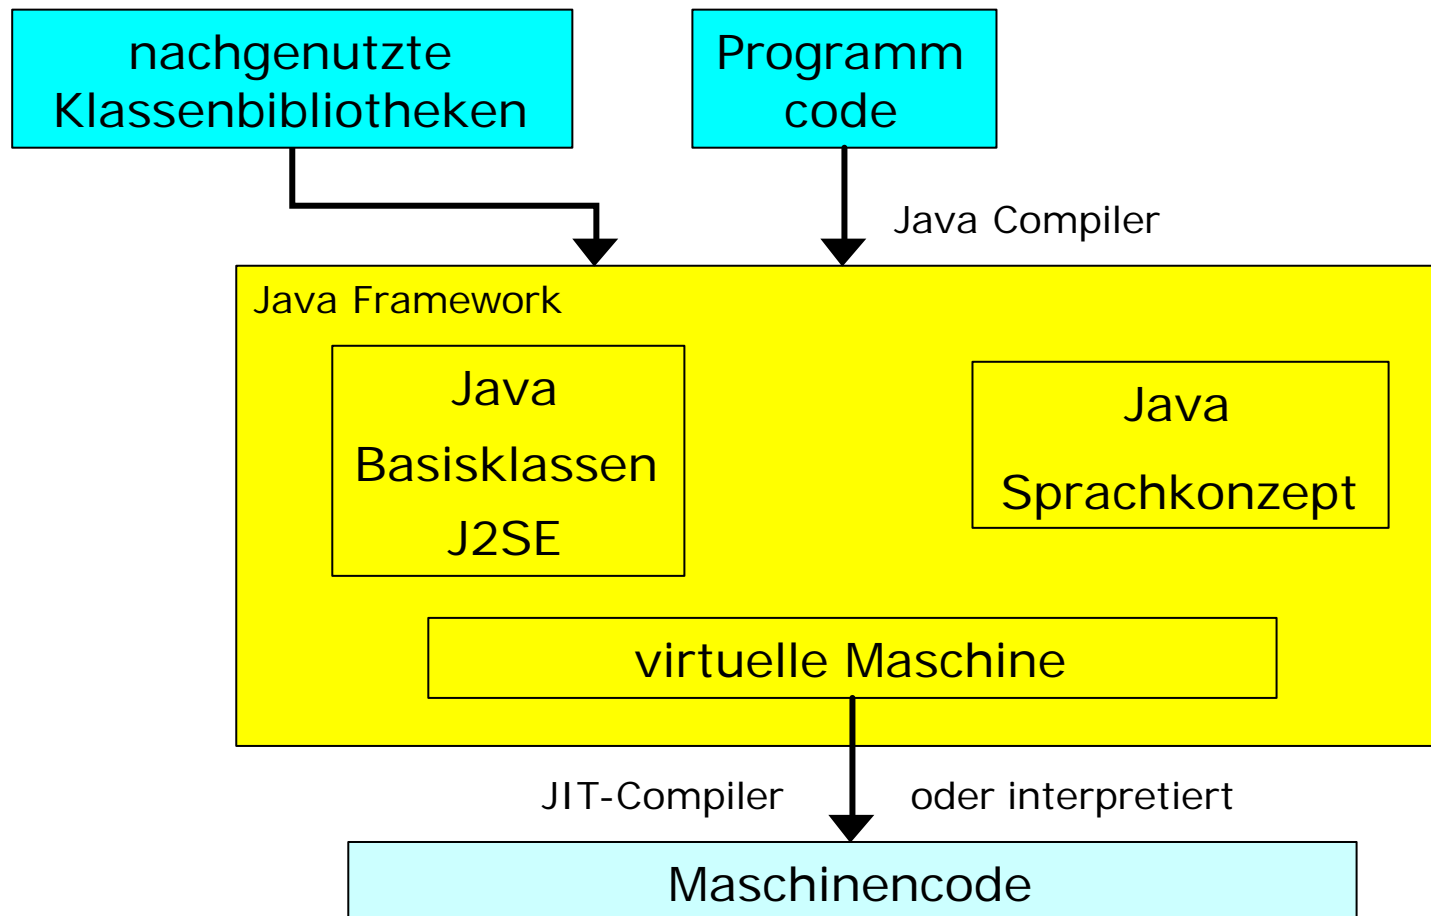 nachgenutzte
Klassenbibliotheken
Programm
code
Java Compiler
Java Framework
Java
Basisklassen
J2SE
Java
Sprachkonzept
virtuelle Maschine
JIT-Compiler
oder interpretiert
Maschinencode